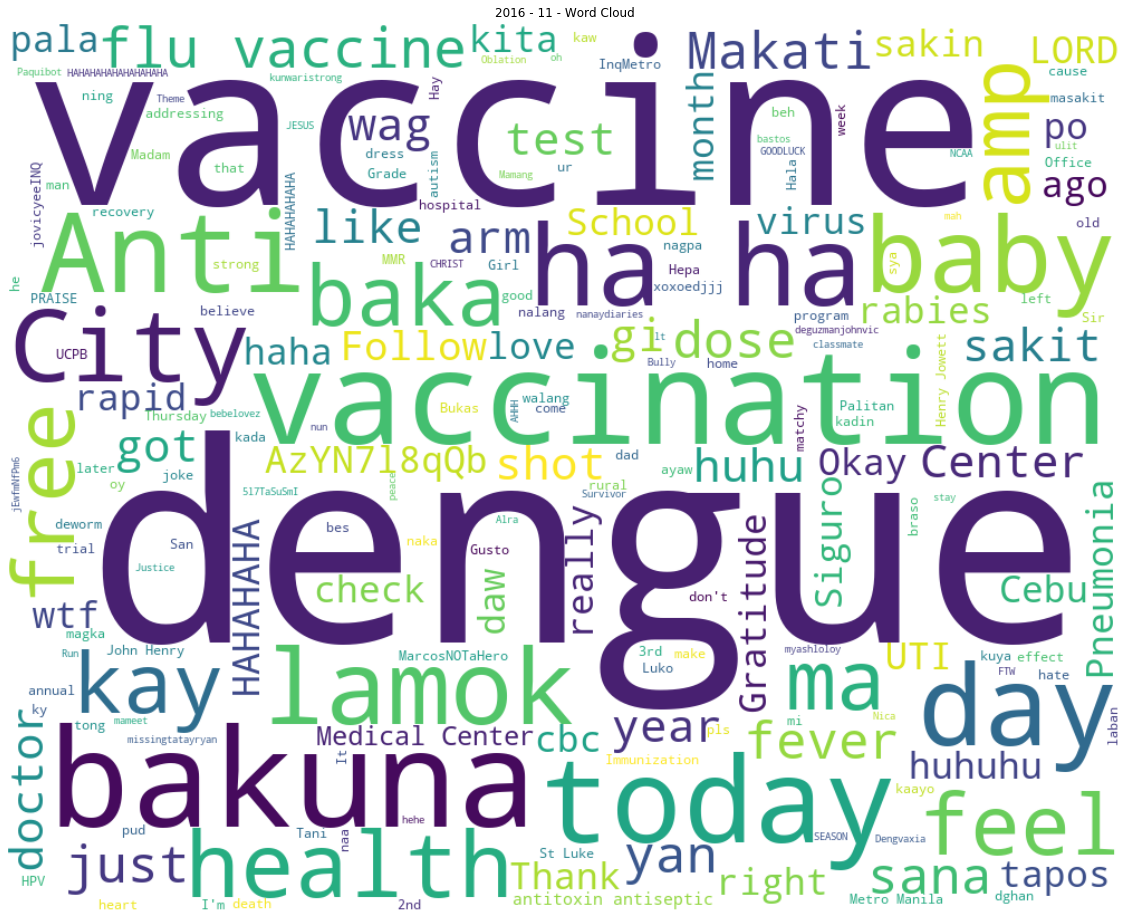 2016 - 11 - Word Cloud
pala
flu vaccine
kita
kaw
Makati
sakin
LORD
Oblation
oh
InqMetro
Paquibot
HAHAHAHAHAHAHAHAHA
kunwaristrong
Hay
cause
ning
Theme
masakit
vaccine
amp
addressing
JESUS
wag
test
month
beh
week
po
bastos
GOODLUCK
ulit
Madam
that
dress
Grade
autism
ur
Mamang
Hala
NCAA
Office
man
jovicyeeINQ
HAHAHAHAHA
hospital
ago
recovery
Anti
like
arm
School
virus
baby
mah
old
strong
MMR
CHRIST
Girl
ha ha
nagpa
Hepa
sya
he
PRAISE
baka
good
xoxoedjjj
rabies
left
believe
nalang
nanaydiaries
program
Sir
City
UCPB
haha
Follow
love
gi
lt
dose
deguzmanjohnvic
classmate
sakit
Bully
home
rapid
vaccination
Henry Jowett
Thursday
bebelovez
Bukas
AHHH
walang
come
Palitan
kadin
matchy
free
got
kada
nun
AzYN7l8qQb
shot
dad
ayaw
huhu
Okay
Center
jEwfmNfPm6
later
oy
joke
517TaSuSmI
peace
rural
Survivor
Siguro
braso
stay
Pneumonia
deworm
trial
San
dengue
bes
naka
Alra
Gusto
really
Gratitude
Justice
HAHAHAHA
check
daw
don't
Cebu
wtf
magka
Run
John Henry
MarcosNOTaHero
3rd
make
Luko
myashloloy
UTI
kuya
effect
FTW
hate
annual
ky
kay
lamok
ma
day
tong
mameet
mi
Nica
laban
doctor
missingtatayryan
Medical Center
cbc
year
pls
fever
bakuna
It
Immunization
today
huhuhu
kaayo
pud
Tani
naa
hehe
SEASON
Dengvaxia
feel
just
health
St Luke
yan
HPV
Thank
right
sana
tapos
heart
I'm
death
2nd
antitoxin antiseptic
Metro Manila
dghan